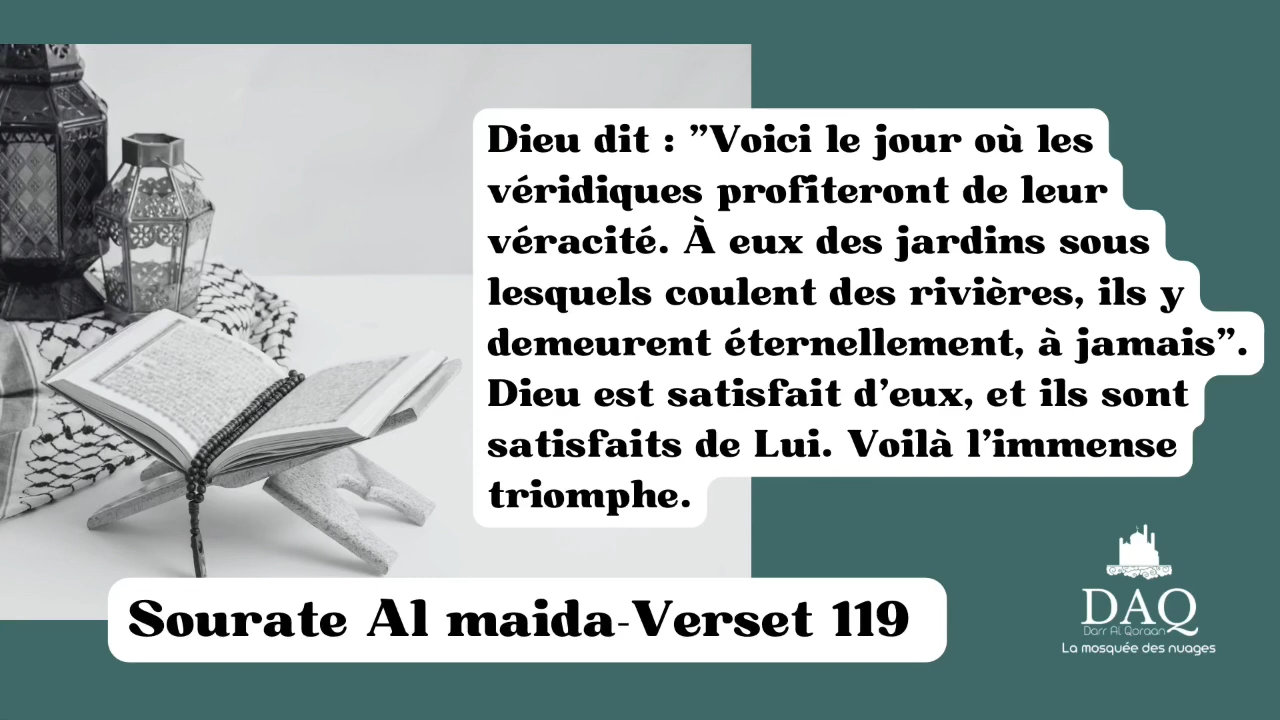 Dieu dit : ”Voici le jour où les
véridiques profiteront de leur
véracité. À eux des jardins sous
lesquels coulent des rivières, ils y
demeurent éternellement, à jamais”.
Dieu est satisfait d’eux, et ils sont
satisfaits de Lui. Voilà l’immense
triomphe.
Sourate Al maida-Verset 119
DAQ
Darr Al Qoraan
La mosquée des nuages